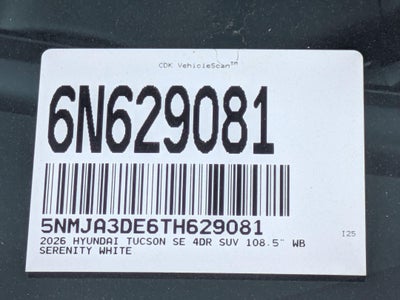 CDK VehicleScan™
6N629081
5NMJA3DE6TH629081
I25
2026 HYUNDAI TUCSON SE 4DR SUV 108.5" WB
SERENITY WHITE